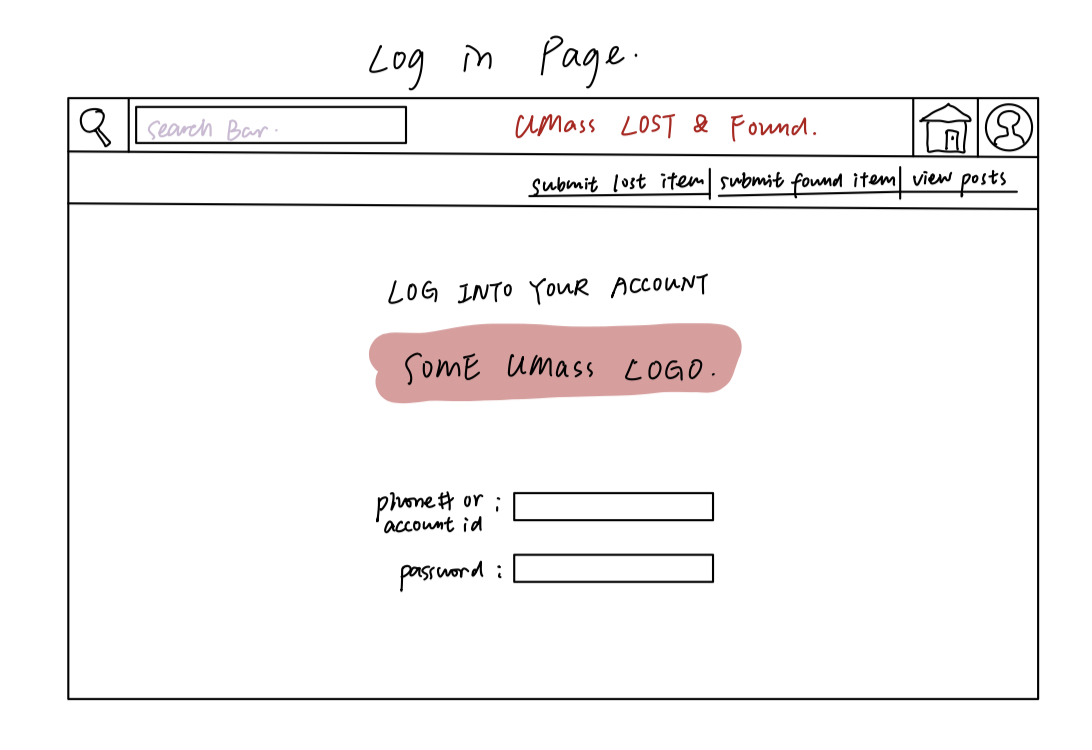 Log in Page.
Search Bar.
UMass LOST & Found.
submit lost item | submit found item | view posts
LOG INTO YOUR ACCOUNT
SOME UMass LOGO.
phone# or :
account id
password :